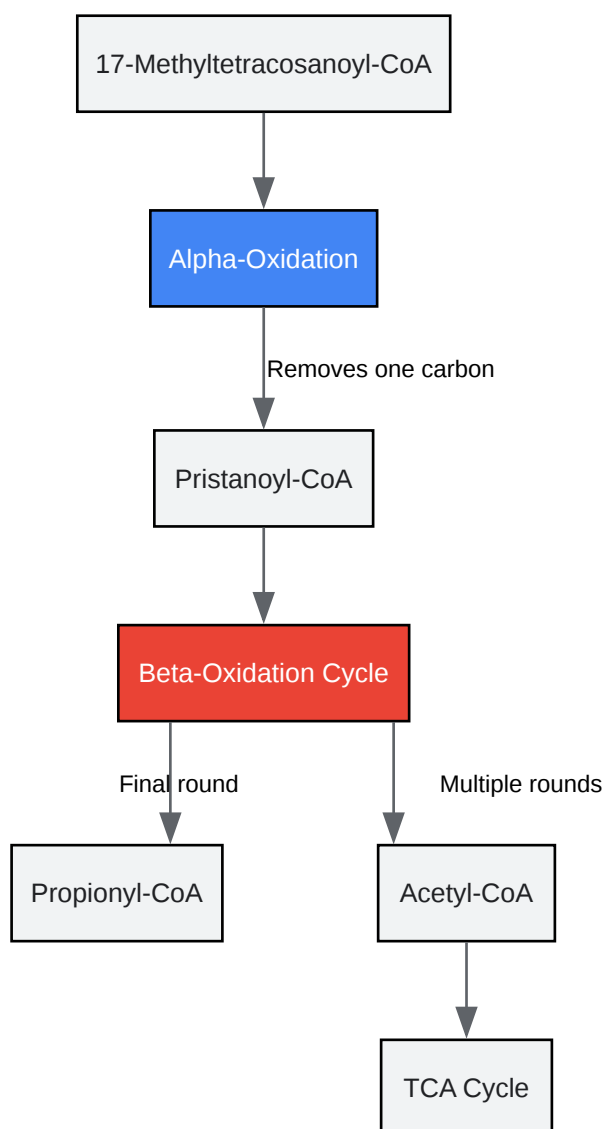 17-Methyltetracosanoyl-CoA
Alpha-Oxidation
Removes one carbon
Pristanoyl-CoA
Beta-Oxidation Cycle
Final round
Multiple rounds
Propionyl-CoA
Acetyl-CoA
TCA Cycle